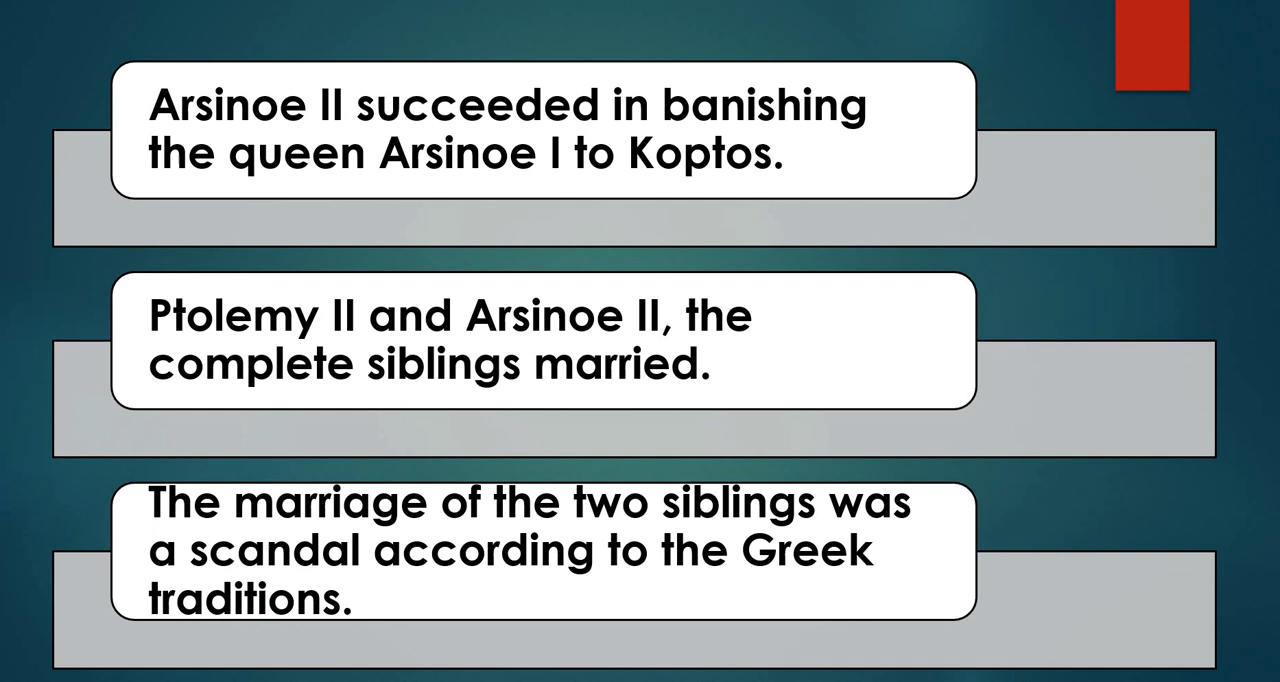 Arsinoe II succeeded in banishing
the queen Arsinoe I to Koptos.
Ptolemy II and Arsinoe II, the
complete siblings married.
The marriage of the two siblings was
a scandal according to the Greek
traditions.